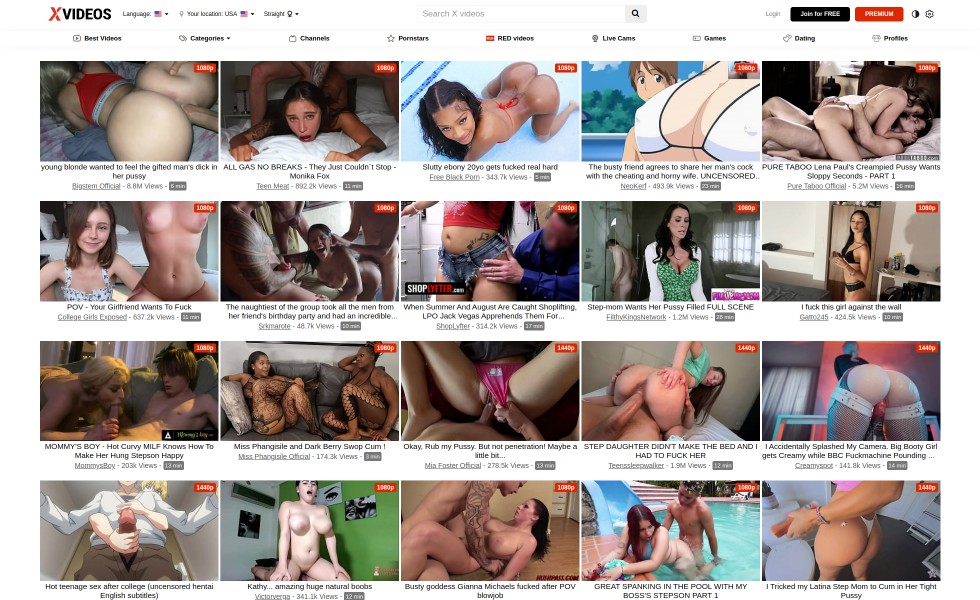 XVIDEOS
Language:
Your location: USA
Straight
Search X videos
Login
Join for FREE
PREMIUM
Best Videos
Categories
Channels
Pornstars
RED videos
Live Cams
Games
Dating
Profiles
1080p
1080p
1080p
1080p
1080p
young blonde wanted to feel the gifted man's dick in
her pussy
Bigstem Official - 8.8M Views - 8 min
ALL GAS NO BREAKS - They Just Couldn´t Stop -
Monika Fox
Teen Meat - 892.2k Views - 11 min
Slutty ebony 20yo gets fucked real hard
Free Black Porn - 343.7k Views - 5 min
The busty friend agrees to share her man's cock
with the cheating and horny wife. UNCENSORED...
NeoKerf - 493.9k Views - 23 min
PURE TABOO Lena Paul's Creampied Pussy Wants
Sloppy Seconds - PART 1
Pure Taboo Official - 5.2M Views - 16 min
1080p
1080p
1080p
1080p
1080p
SHOPLYFTER.com
POV - Your Girlfriend Wants To Fuck
College Girls Exposed - 637.2k Views - 11 min
The naughtiest of the group took all the men from
her friend's birthday party and had an incredible...
Srkmarote - 48.7k Views - 10 min
When Summer And August Are Caught Shoplifting,
LPO Jack Vegas Apprehends Them For...
ShopLyfter - 314.2k Views - 17 min
Step-mom Wants Her Pussy Filled FULL SCENE
FilthyKingsNetwork - 1.2M Views - 28 min
I fuck this girl against the wall
Gatto245 - 424.5k Views - 10 min
1080p
1080p
1440p
1440p
1440p
MOMMY'S BOY - Hot Curvy MILF Knows How To
Make Her Hung Stepson Happy
MommysBoy - 203k Views - 13 min
Miss Phangisile and Dark Berry Swop Cum !
Miss Phangisile Official - 174.3k Views - 3 min
Okay, Rub my Pussy. But not penetration! Maybe a
little bit...
Mia Foster Official - 278.5k Views - 13 min
STEP DAUGHTER DIDN'T MAKE THE BED AND I
HAD TO FUCK HER
Teenssleepwalker - 1.9M Views - 12 min
I Accidentally Splashed My Camera. Big Booty Girl
gets Creamy while BBC Fuckmachine Pounding ...
Creamyspot - 141.8k Views - 14 min
1440p
1080p
1080p
1080p
1440p
Hot teenage sex after college (uncensored hentai
English subtitles)
Kathy... amazing huge natural boobs
Victorverga - 341.1k Views - 12 min
Busty goddess Gianna Michaels fucked after POV
blowjob
GREAT SPANKING IN THE POOL WITH MY
BOSS'S STEPSON PART 1
I Tricked my Latina Step Mom to Cum in Her Tight
Pussy